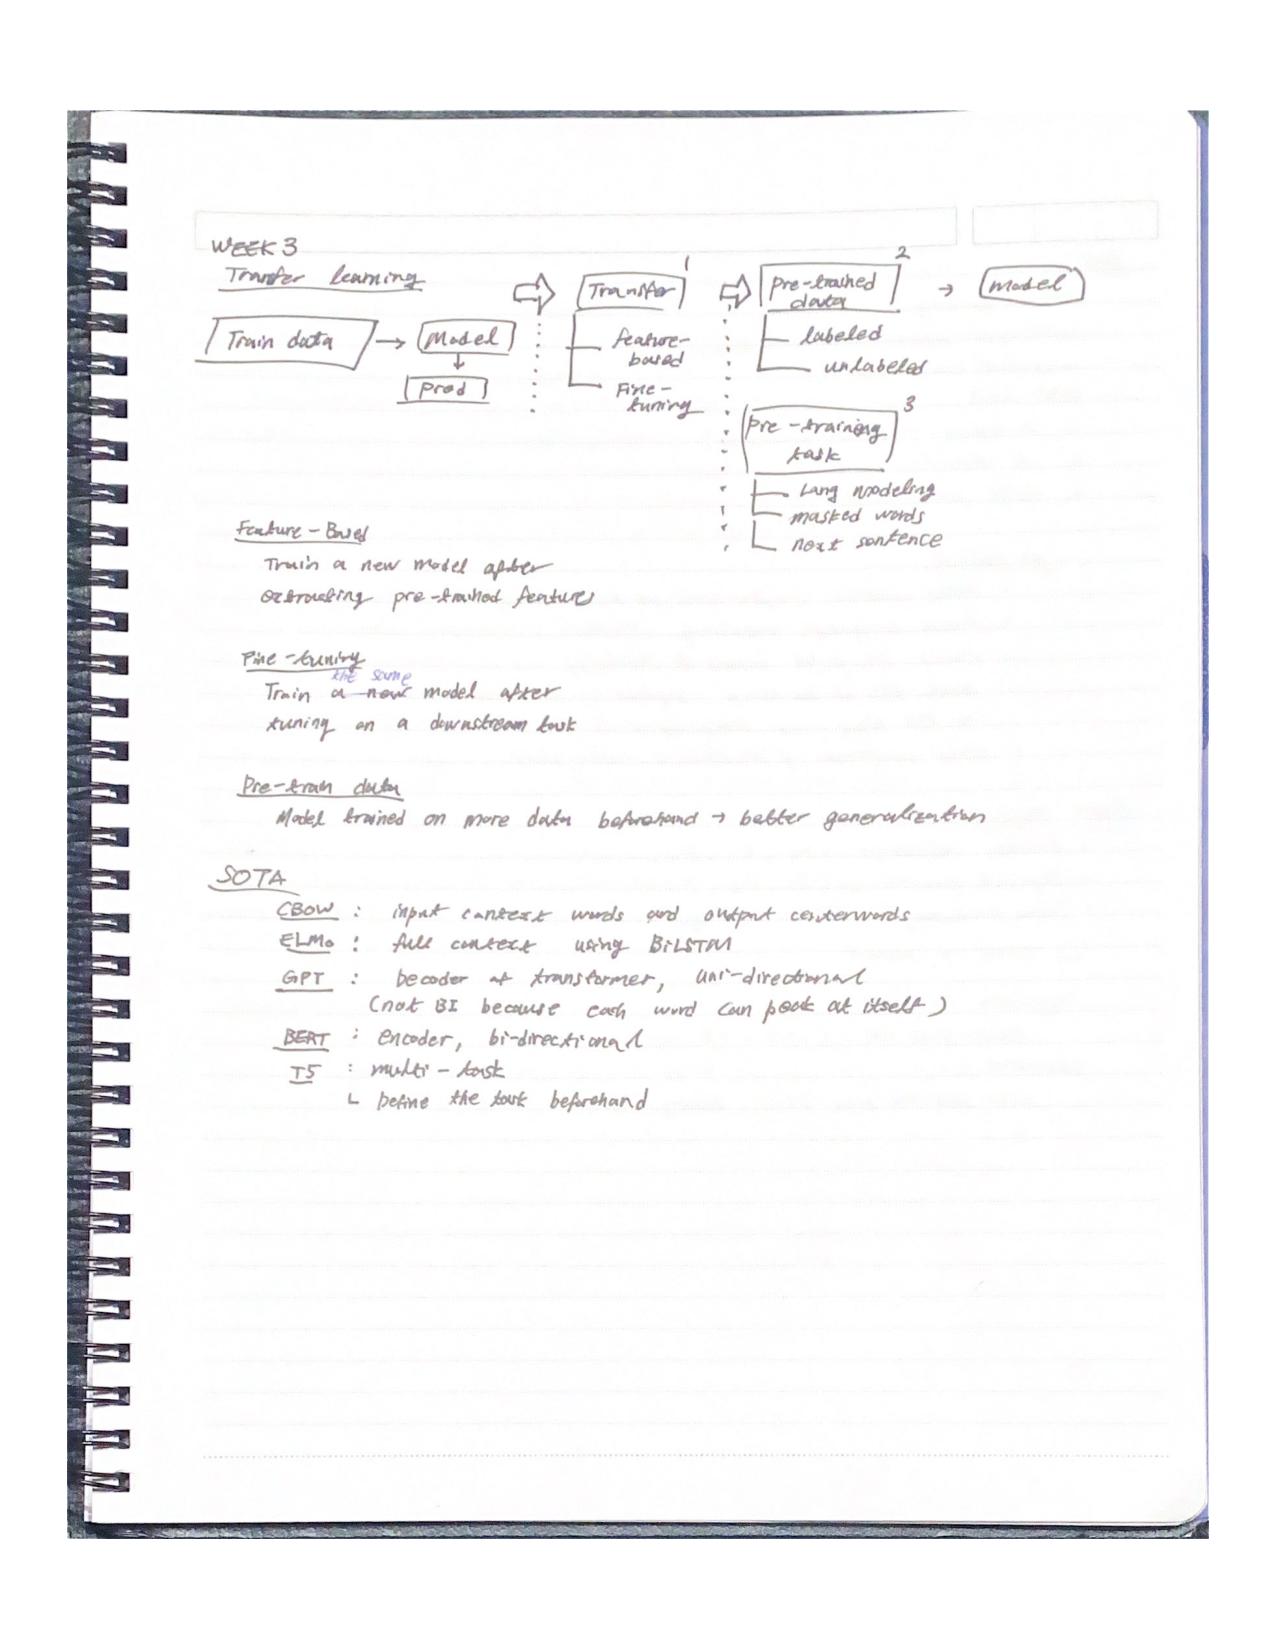 WEEK 3
Transfer learning
Train data → Model
↓
Prod
1
Transfer
feature-
based
Fine-
tuning
2
pre-trained
data
labeled
unlabeled
→ Model
3
pre-training
task
Lang modeling
masked words
next sentence
Feature-Based
Train a new model after
extracting pre-trained feature
Fine-tuning
the same
Train a new model after
tuning on a downstream task
Pre-train data
Model trained on more data beforehand → better generalization
SOTA
CBOW : input context words and output centerwords
ELMo : full context using BiLSTM
GPT : Decoder of transformer, uni-directional
(not BI because each word can peek at itself)
BERT : encoder, bi-directional
T5 : multi-task
Define the task beforehand